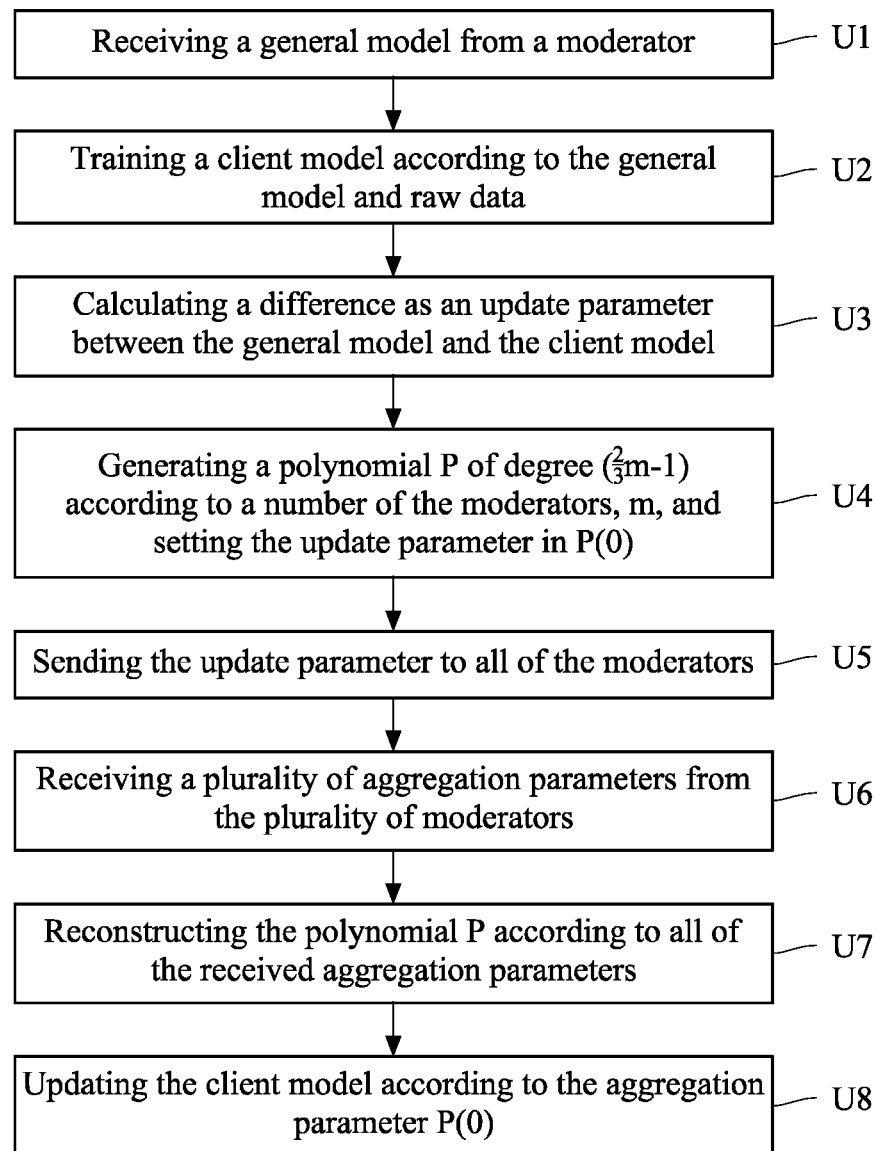 Receiving a general model from a moderator
U1
Training a client model according to the general
model and raw data
U2
Calculating a difference as an update parameter
between the general model and the client model
U3
Generating a polynomial P of degree (⅔m-1)
according to a number of the moderators, m, and
setting the update parameter in P(0)
U4
Sending the update parameter to all of the moderators
U5
Receiving a plurality of aggregation parameters from
the plurality of moderators
U6
Reconstructing the polynomial P according to all of
the received aggregation parameters
U7
Updating the client model according to the aggregation
parameter P(0)
U8